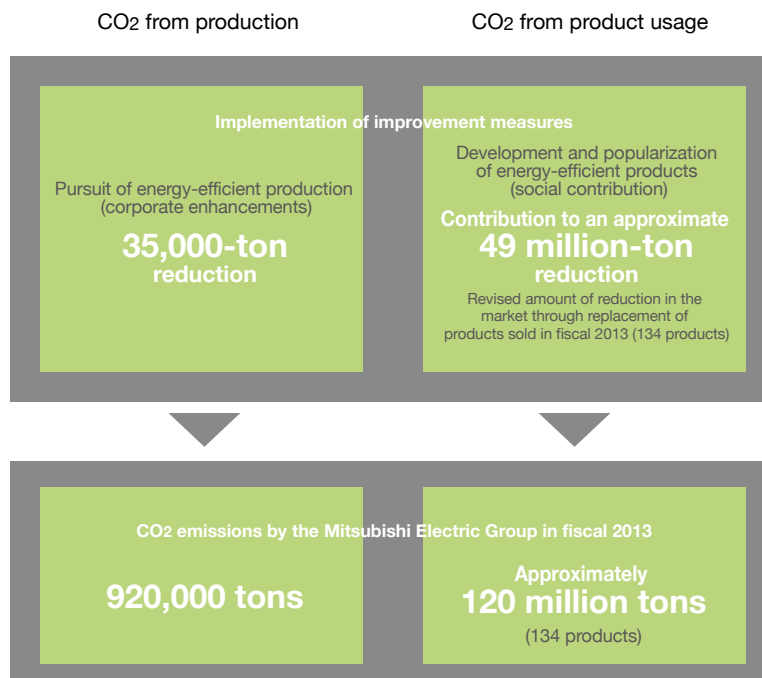 CO2 from production
CO2 from product usage
Implementation of improvement measures
Pursuit of energy-efficient production
(corporate enhancements)
35,000-ton
reduction
Development and popularization
of energy-efficient products
(social contribution)
Contribution to an approximate
49 million-ton
reduction
Revised amount of reduction in the
market through replacement of
products sold in fiscal 2013 (134 products)
CO2 emissions by the Mitsubishi Electric Group in fiscal 2013
920,000 tons
Approximately
120 million tons
(134 products)